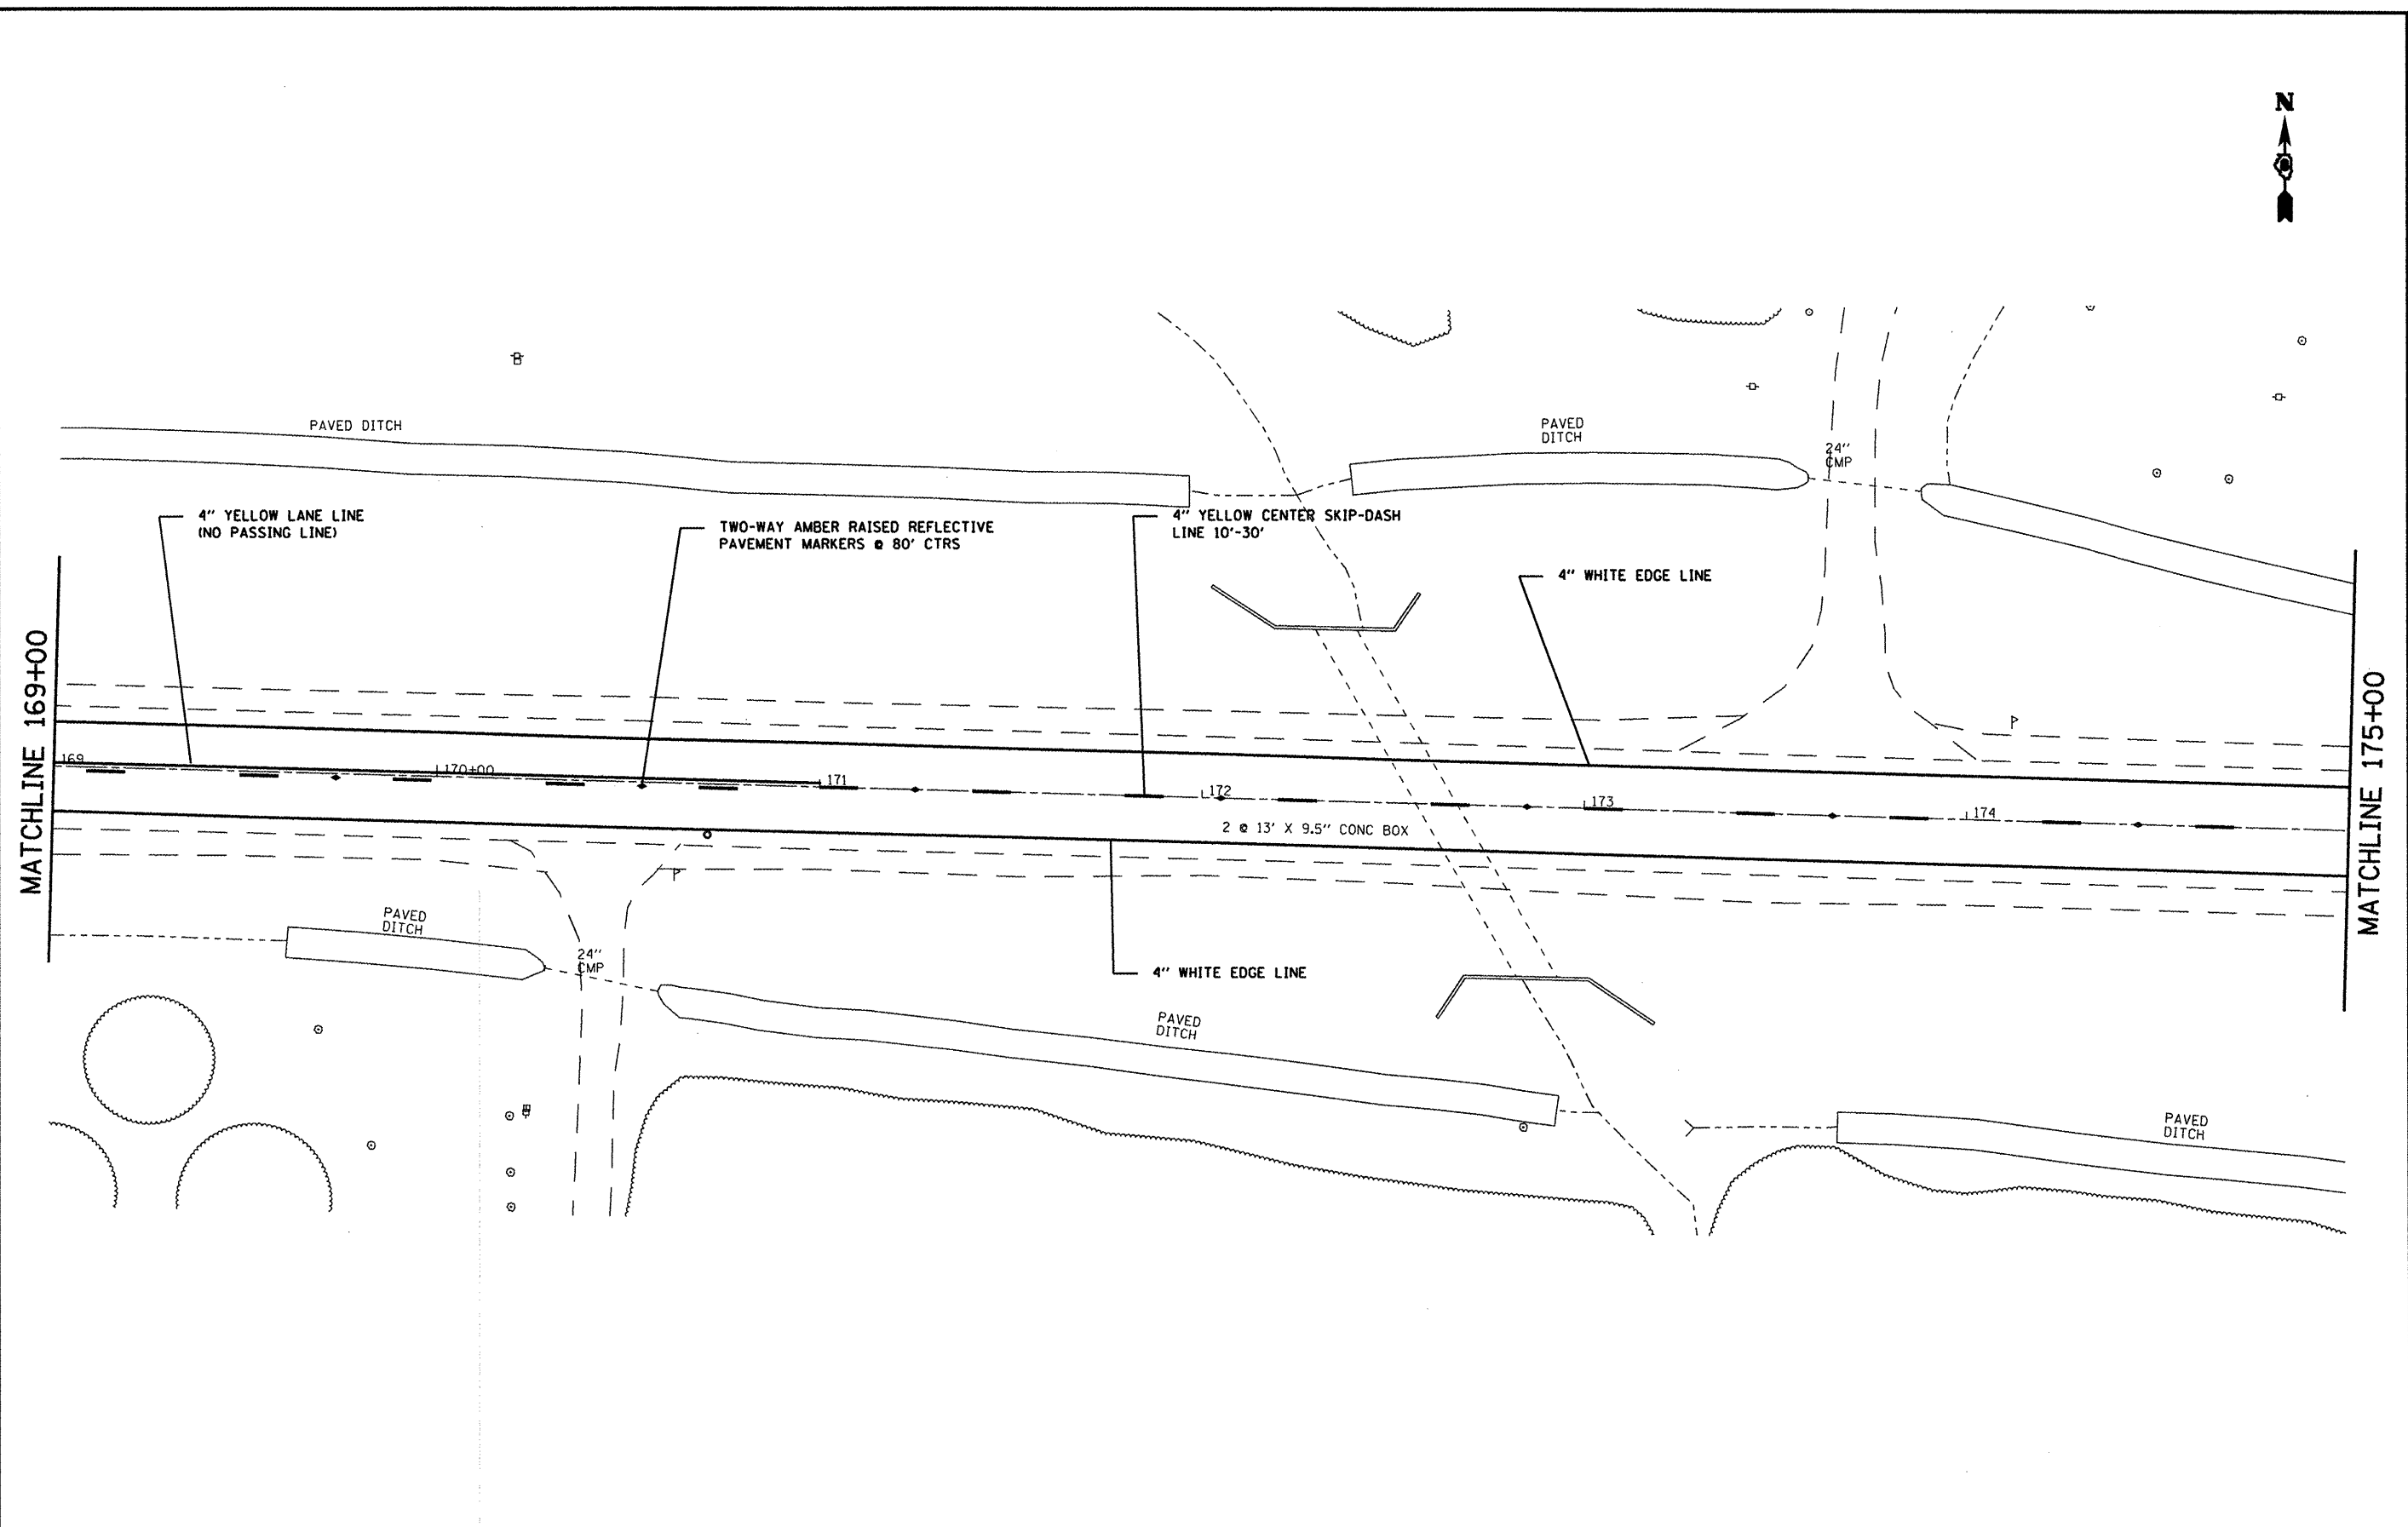 N
PAVED DITCH
PAVED
DITCH
24"
CMP
4" YELLOW LANE LINE
(NO PASSING LINE)
TWO-WAY AMBER RAISED REFLECTIVE
PAVEMENT MARKERS @ 80' CTRS
4" YELLOW CENTER SKIP-DASH
LINE 10'-30'
4" WHITE EDGE LINE
MATCHLINE 169+00
MATCHLINE 175+00
169
170+00
171
172
173
174
2 @ 13' X 9.5" CONC BOX
PAVED
DITCH
24"
CMP
4" WHITE EDGE LINE
PAVED
DITCH
PAVED
DITCH